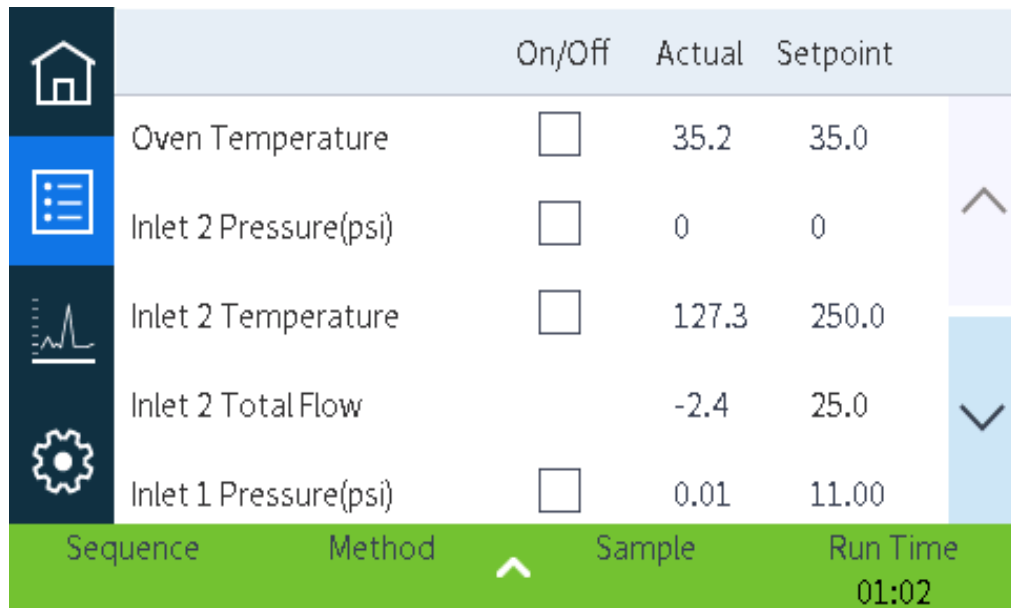 On/Off Actual Setpoint
Oven Temperature 35.2 35.0
Inlet 2 Pressure(psi) 0 0
Inlet 2 Temperature 127.3 250.0
Inlet 2 Total Flow -2.4 25.0
Inlet 1 Pressure(psi) 0.01 11.00
Sequence Method Sample Run Time
01:02